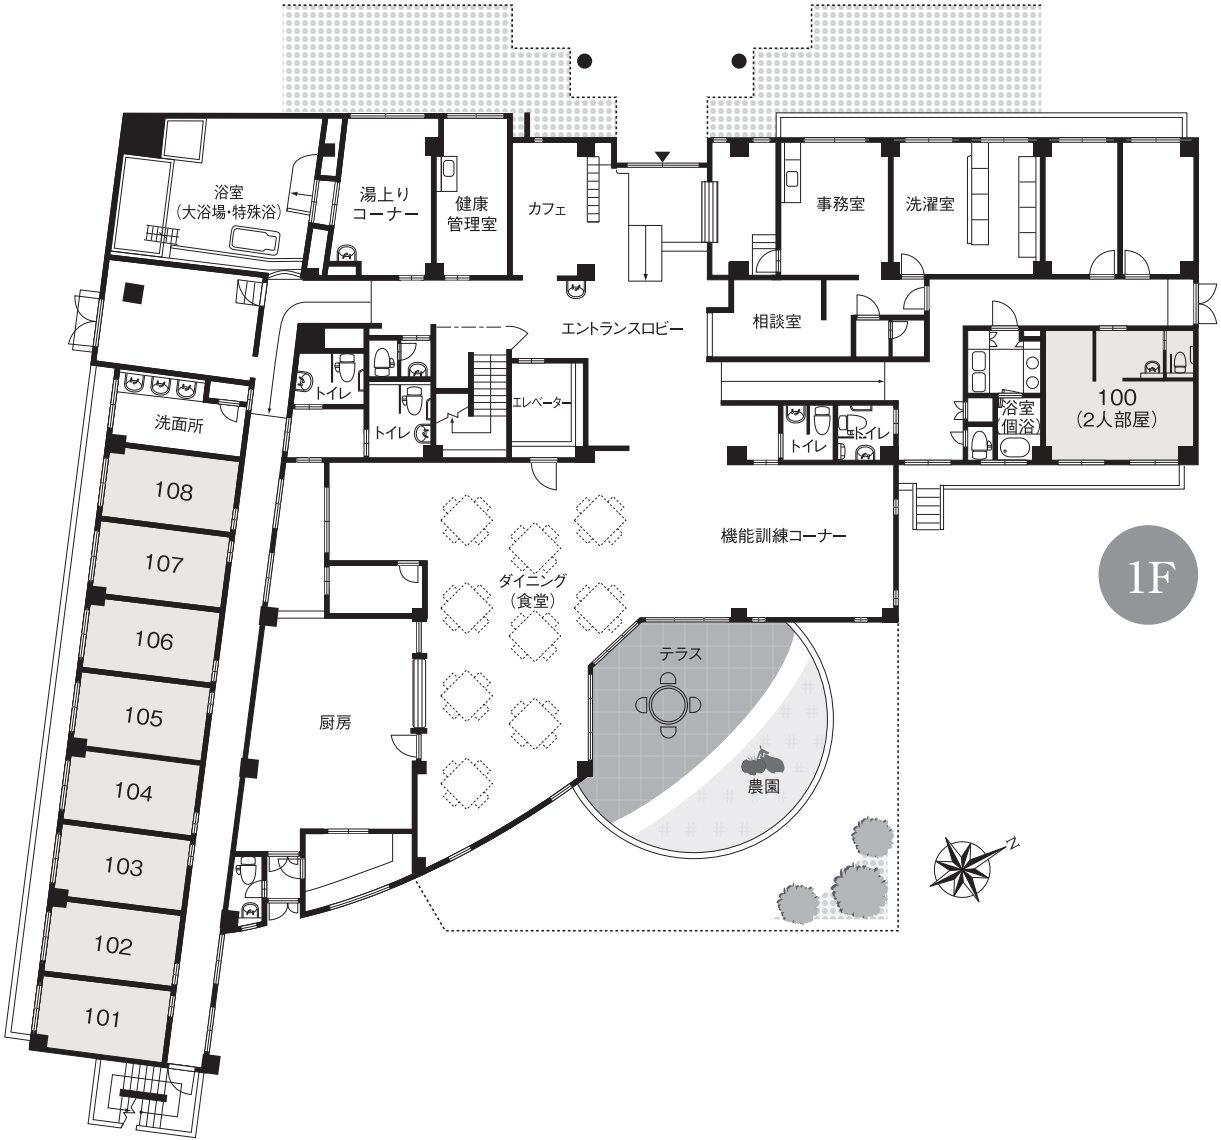 浴室
(大浴場・特殊浴)
湯上り
コーナー
健康
管理室
カフェ
事務室
洗濯室
エントランスロビー
相談室
トイレ
トイレ
エレベーター
トイレ
トイレ
浴室
(個浴)
100
(2人部屋)
洗面所
108
107
106
105
104
103
102
101
機能訓練コーナー
ダイニング
(食堂)
1F
テラス
厨房
農園
N